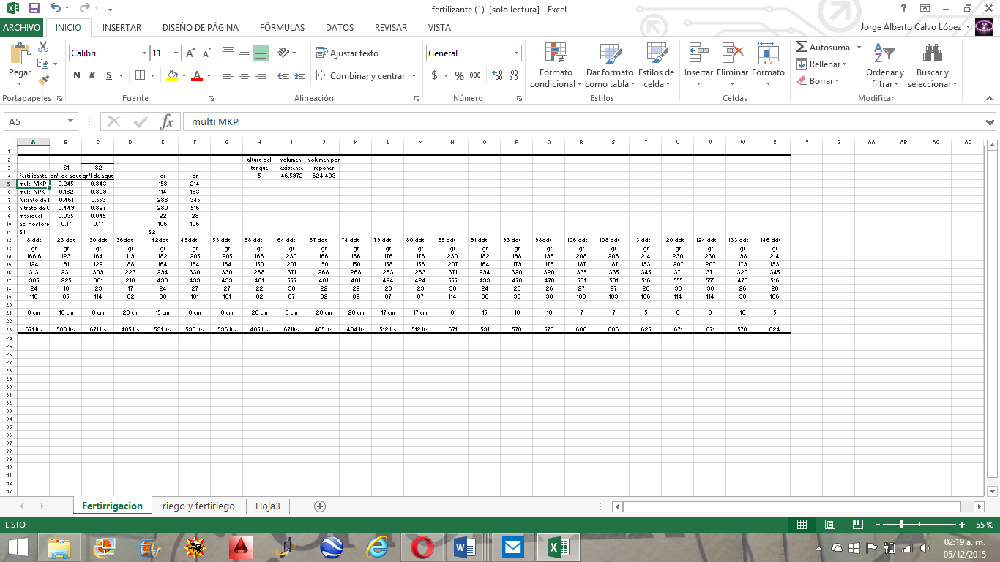 fertilizante (1) [solo lectura] - Excel
ARCHIVO INICIO INSERTAR DISEÑO DE PÁGINA FÓRMULAS DATOS REVISAR VISTA Jorge Alberto Calvo López
Pegar
Calibri 11
Ajustar texto
General
Autosuma
N K S
Combinar y centrar
$ % 000
Formato condicional
Dar formato como tabla
Estilos de celda
Insertar Eliminar Formato
Rellenar
Borrar
Ordenar y filtrar
Buscar y seleccionar
Portapapeles Fuente Alineación Número Estilos Celdas Modificar
A5 fx multi MKP
A B C D E F G H I J K L M N O P Q R S T U V W X Y Z AA AB AC AD
1
2 altura del volumen volumen por
3 S1 S2 tanque existente reponer
4 fertilizante gr/l de agua gr/l de agua gr gr 5 46.5972 624.403
5 multi MKP 0.245 0.343 153 214
6 multi NPK 0.182 0.309 114 193
7 Nitrato de 0.461 0.553 288 345
8 nitrato de C 0.449 0.827 280 516
9 maxiquel 0.035 0.045 22 28
10 ac. Fosfori 0.17 0.17 106 106
11 S1 S2
12 8 ddt 23 ddt 30 ddt 36ddt 42ddt 49ddt 53 ddt 58 ddt 64 ddt 67 ddt 74 ddt 79 ddt 80 ddt 85 ddt 91 ddt 93 ddt 98ddt 106 ddt 108 ddt 113 ddt 120 ddt 124 ddt 133 ddt 146 ddt
13 gr gr gr gr gr gr gr gr gr gr gr gr gr gr gr gr gr gr gr gr gr gr gr gr
14 166.6 123 164 119 182 205 205 166 230 166 166 176 176 230 182 198 198 208 208 214 230 230 198 214
15 124 91 122 88 164 184 184 150 207 150 150 158 158 207 164 179 179 187 187 193 207 207 179 193
16 313 231 309 223 294 330 330 268 371 268 268 283 283 371 294 320 320 335 335 345 371 371 320 345
17 305 225 301 218 439 493 493 401 555 401 401 424 424 555 439 478 478 501 501 516 555 555 478 516
18 24 18 23 17 24 27 27 22 30 22 22 23 23 30 24 26 26 27 27 28 30 30 26 28
19 116 85 114 82 90 101 101 82 87 82 82 87 87 114 90 98 98 103 103 106 114 114 98 106
20
21 0 cm 18 cm 0 cm 20 cm 15 cm 8 cm 8 cm 20 cm 0 cm 20 cm 20 cm 17 cm 17 cm 0 15 10 10 7 7 5 0 0 10 5
22
23 671 lts 503 lts 671 lts 485 lts 531 lts 596 lts 596 lts 485 lts 671lts 485 lts 484 lts 512 lts 512 lts 671 531 578 578 606 606 625 671 671 578 624
24
25
26
27
28
29
30
31
32
33
34
35
36
37
38
39
40
41
42
43
Fertirrigacion riego y fertiriego Hoja3
LISTO 55 %
02:19 a. m.
05/12/2015